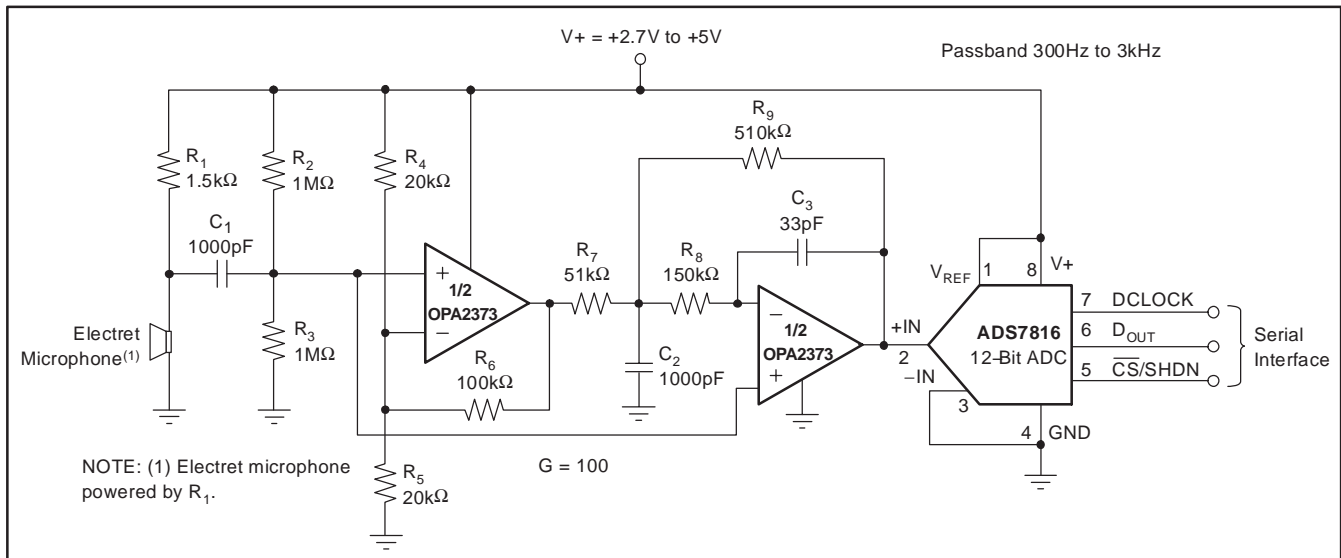 V+ = +2.7V to +5V
Passband 300Hz to 3kHz
R1
1.5kΩ
R2
1MΩ
R4
20kΩ
R9
510kΩ
C3
33pF
C1
1000pF
R7
51kΩ
R8
150kΩ
VREF
1
8
V+
+
1/2
OPA2373
−
−
1/2
OPA2373
+
+IN
2
−IN
3
ADS7816
12–Bit ADC
7
DCLOCK
6
DOUT
5
CS/SHDN
Serial
Interface
Electret
Microphone(1)
R3
1MΩ
R6
100kΩ
C2
1000pF
4
GND
NOTE: (1) Electret microphone
powered by R1.
R5
20kΩ
G = 100